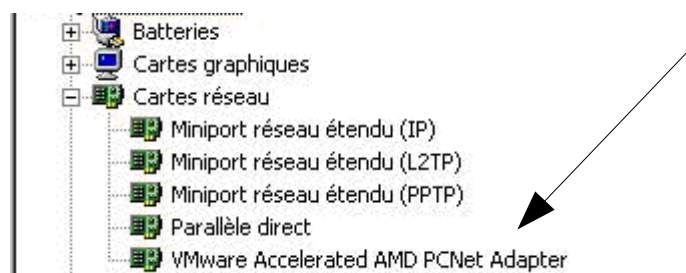 Batteries
Cartes graphiques
Cartes réseau
Miniport réseau étendu (IP)
Miniport réseau étendu (L2TP)
Miniport réseau étendu (PPTP)
Parallèle direct
VMware Accelerated AMD PCNet Adapter